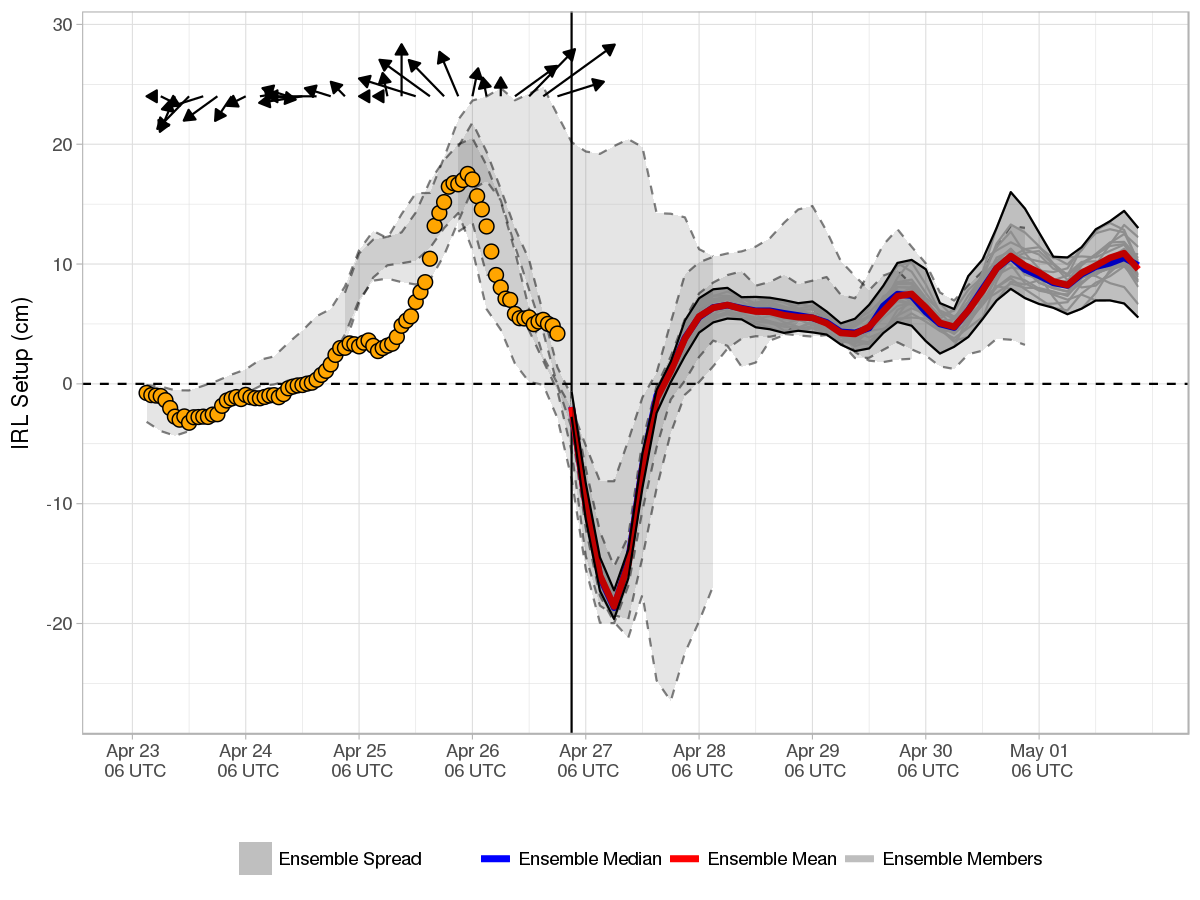 IRL Setup (cm)
30
20
10
0
-10
-20
Apr 23 Apr 24 Apr 25 Apr 26 Apr 27 Apr 28 Apr 29 Apr 30 May 01
06 UTC 06 UTC 06 UTC 06 UTC 06 UTC 06 UTC 06 UTC 06 UTC 06 UTC
Ensemble Spread Ensemble Median Ensemble Mean Ensemble Members